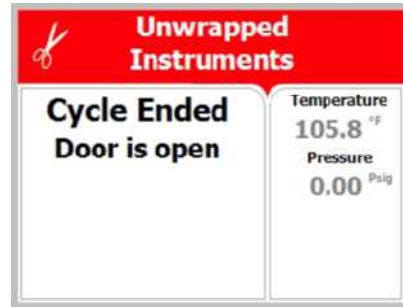 Unwrapped
Instruments
Cycle Ended
Door is open
Temperature
105.8 °F
Pressure
0.00 Psig